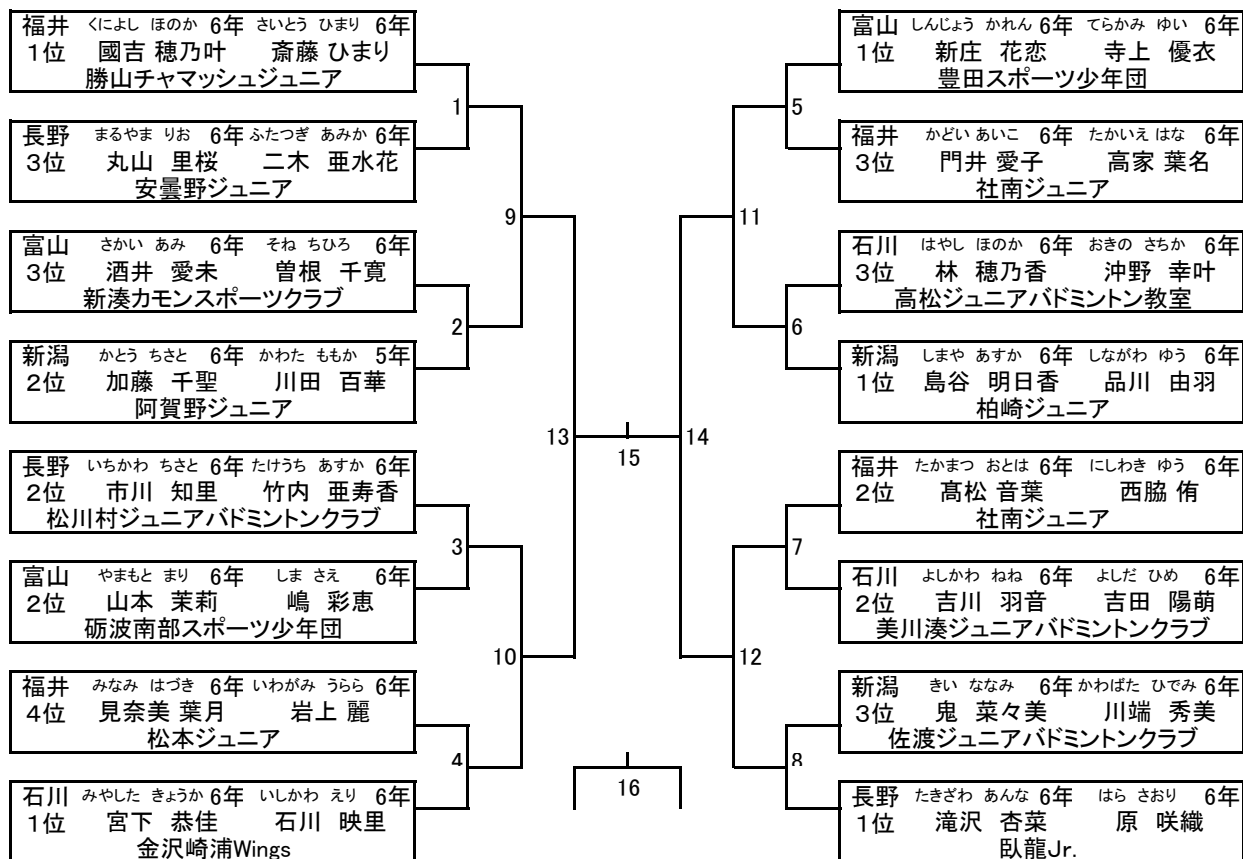 福井 くによし ほのか 6年 さいとう ひまり 6年
1位 國吉 穂乃叶 斎藤 ひまり
勝山チャマッシュジュニア
長野 まるやま りお 6年 ふたつぎ あみか 6年
3位 丸山 里桜 二木 亜水花
安曇野ジュニア
富山 さかい あみ 6年 そね ちひろ 6年
3位 酒井 愛未 曽根 千寛
新湊カモンスポーツクラブ
新潟 かとう ちさと 6年 かわた ももか 5年
2位 加藤 千聖 川田 百華
阿賀野ジュニア
長野 いちかわ ちさと 6年 たけうち あすか 6年
2位 市川 知里 竹内 亜寿香
松川村ジュニアバドミントンクラブ
富山 やまもと まり 6年 しま さえ 6年
2位 山本 茉莉 嶋 彩恵
砺波南部スポーツ少年団
福井 みなみ はづき 6年 いわがみ うらら 6年
4位 見奈美 葉月 岩上 麗
松本ジュニア
石川 みやした きょうか 6年 いしかわ えり 6年
1位 宮下 恭佳 石川 映里
金沢崎浦Wings
1
2
3
4
9
10
13
15
16
14
11
12
5
6
7
8
富山 しんじょう かれん 6年 てらかみ ゆい 6年
1位 新庄 花恋 寺上 優衣
豊田スポーツ少年団
福井 かどい あいこ 6年 たかいえ はな 6年
3位 門井 愛子 高家 葉名
社南ジュニア
石川 はやし ほのか 6年 おきの さちか 6年
3位 林 穂乃香 沖野 幸叶
高松ジュニアバドミントン教室
新潟 しまや あすか 6年 しながわ ゆう 6年
1位 島谷 明日香 品川 由羽
柏崎ジュニア
福井 たかまつ おとは 6年 にしわき ゆう 6年
2位 髙松 音葉 西脇 侑
社南ジュニア
石川 よしかわ ねね 6年 よしだ ひめ 6年
2位 吉川 羽音 吉田 陽萌
美川湊ジュニアバドミントンクラブ
新潟 きい ななみ 6年 かわばた ひでみ 6年
3位 鬼 菜々美 川端 秀美
佐渡ジュニアバドミントンクラブ
長野 たきざわ あんな 6年 はら さおり 6年
1位 滝沢 杏菜 原 咲織
臥龍Jr.